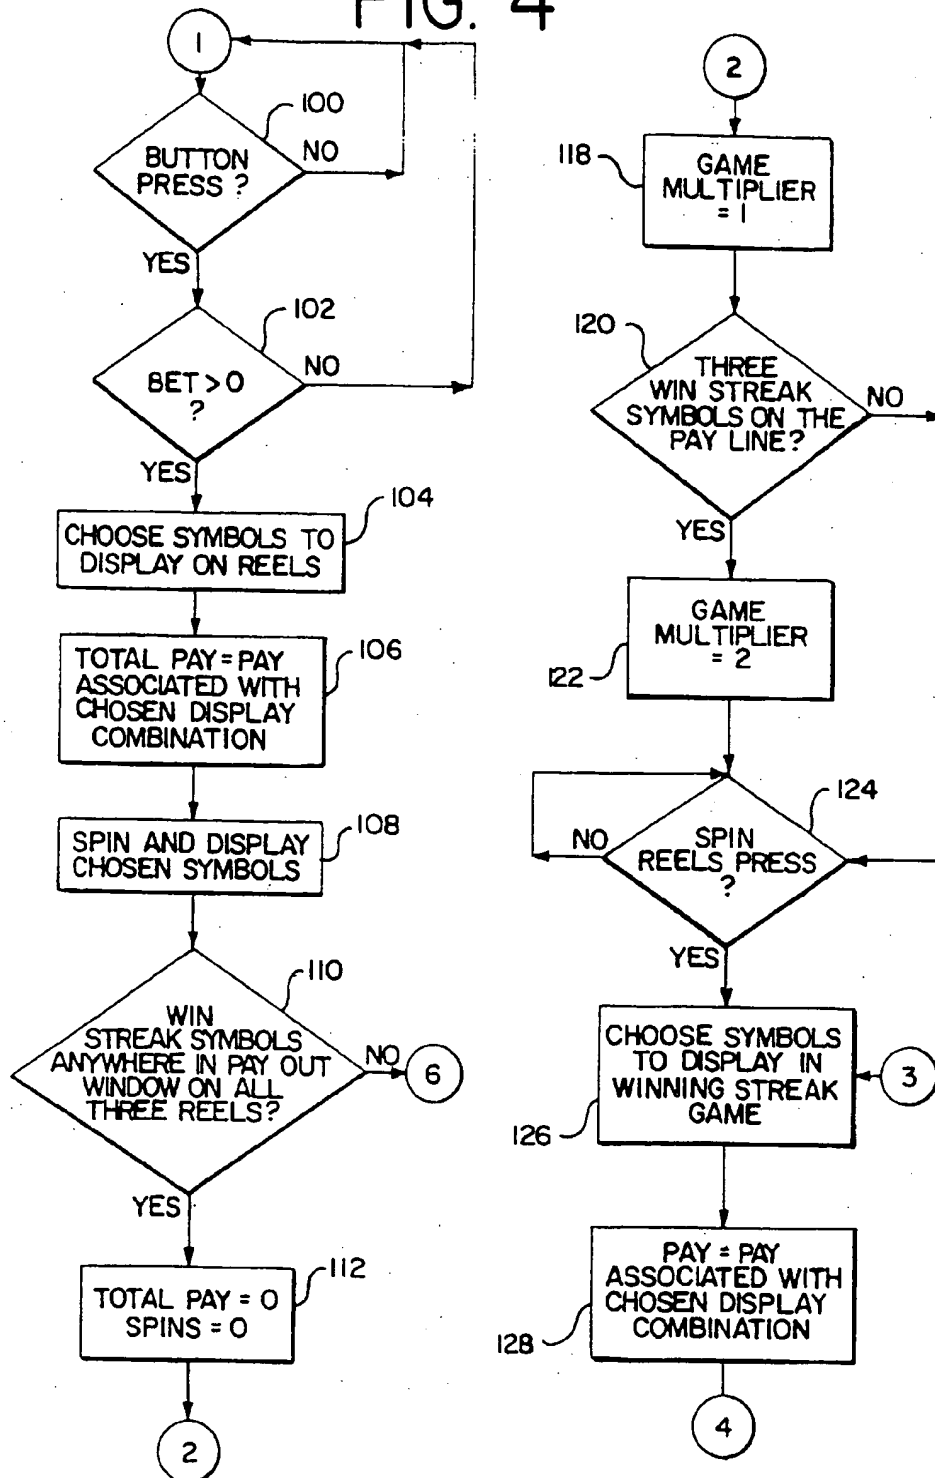 FIG. 4
1
100
BUTTON
PRESS ?
NO
YES
102
BET > 0
?
NO
YES
104
CHOOSE SYMBOLS TO
DISPLAY ON REELS
106
TOTAL PAY = PAY
ASSOCIATED WITH
CHOSEN DISPLAY
COMBINATION
108
SPIN AND DISPLAY
CHOSEN SYMBOLS
110
WIN
STREAK SYMBOLS
ANYWHERE IN PAY OUT
WINDOW ON ALL
THREE REELS?
NO
6
YES
112
TOTAL PAY = 0
SPINS = 0
2
2
118
GAME
MULTIPLIER
= 1
120
THREE
WIN STREAK
SYMBOLS ON THE
PAY LINE?
NO
YES
GAME
MULTIPLIER
= 2
122
124
SPIN
REELS PRESS
?
NO
YES
CHOOSE SYMBOLS
TO DISPLAY IN
WINNING STREAK
GAME
3
126
PAY = PAY
ASSOCIATED WITH
CHOSEN DISPLAY
COMBINATION
128
4